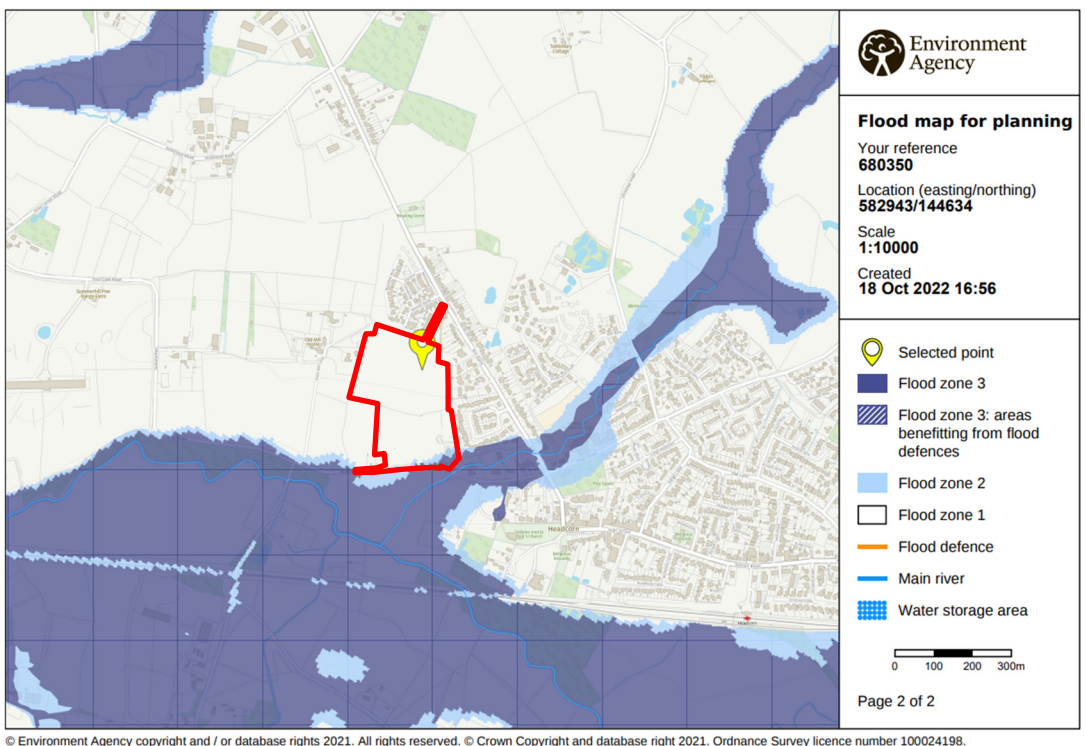 Environment
Agency
Flood map for planning
Your reference
680350
Location (easting/northing)
582943/144634
Scale
1:10000
Created
18 Oct 2022 16:56
Selected point
Flood zone 3
Flood zone 3: areas
benefitting from flood
defences
Flood zone 2
Flood zone 1
Flood defence
Main river
Water storage area
0 100 200 300m
Page 2 of 2
Headcorn
Headcorn
© Environment Agency copyright and / or database rights 2021. All rights reserved. © Crown Copyright and database right 2021. Ordnance Survey licence number 100024198.